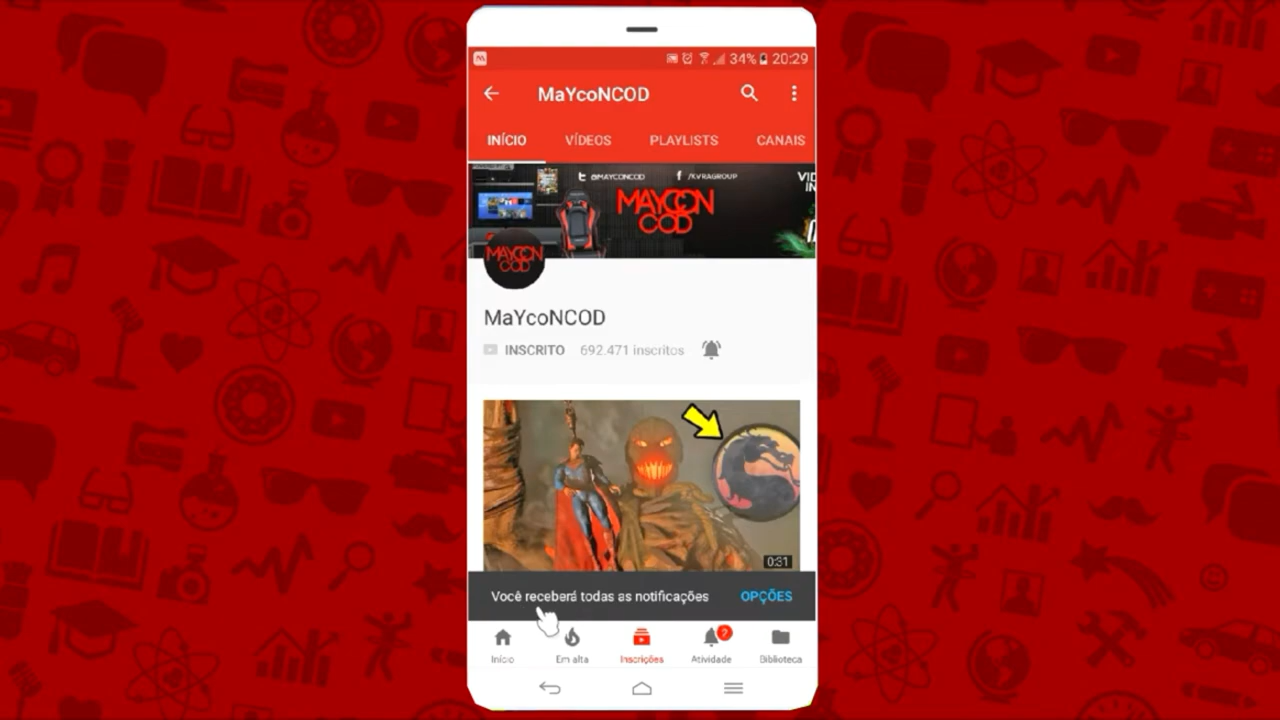 34% 20:29
MaYcoNCOD
INÍCIO VÍDEOS PLAYLISTS CANAIS
@MAYCONCOD /KVRAGROUP
MAYCON
COD
MAYCON
COD
MaYcoNCOD
INSCRITO 692.471 inscritos
0:31
Você receberá todas as notificações OPÇÕES
Início Em alta Inscrições Atividade Biblioteca